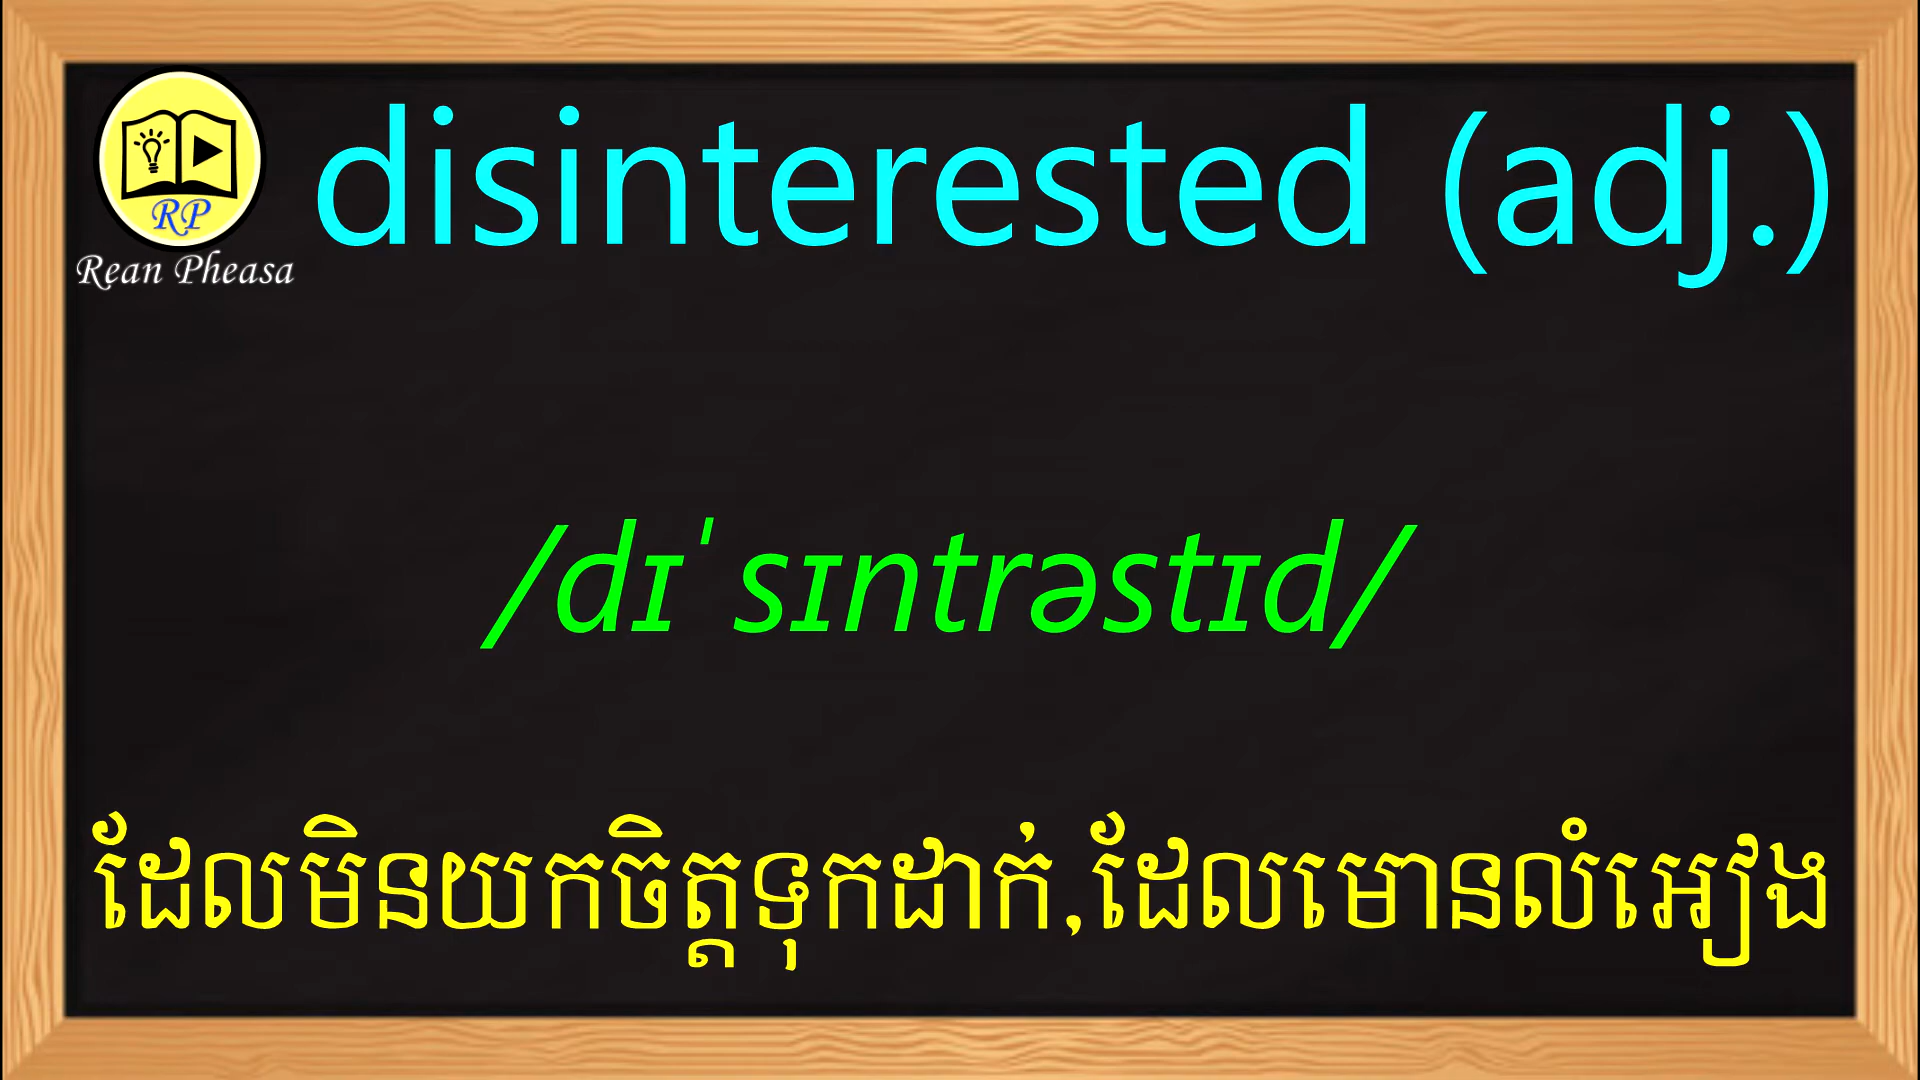 disinterested (adj.)
RP
Rean Pheasa
/dɪˈsɪntrəstɪd/
ដែលមិនយកចិត្តទុកដាក់,ដែលមោនលំអៀង